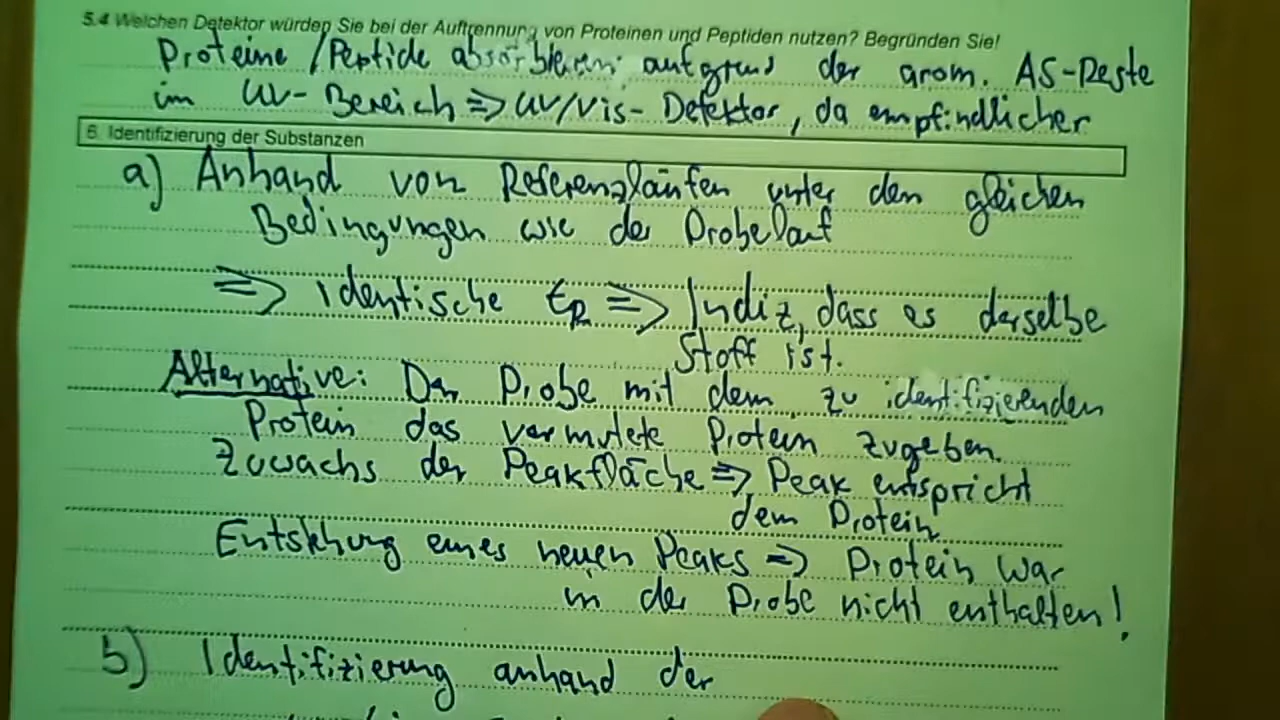 5.4 Welchen Detektor würden Sie bei der Auftrennung von Proteinen und Peptiden nutzen? Begründen Sie!
Proteine / Peptide absorbieren aufgrund der arom. AS-Reste
im UV-Bereich => UV/Vis-Detektor, da empfindlicher
6. Identifizierung der Substanzen
a) Anhand von Referenzläufen unter den gleichen
Bedingungen wie der Probelauf
=> identische tR => Indiz, dass es derselbe
Stoff ist.
Alternative: Der Probe mit dem zu identifizierenden
Protein das vermutete Protein zugeben.
Zuwachs der Peakfläche => Peak entspricht
dem Protein
Entstehung eines neuen Peaks => Protein war
in der Probe nicht enthalten!
b) Identifizierung anhand der